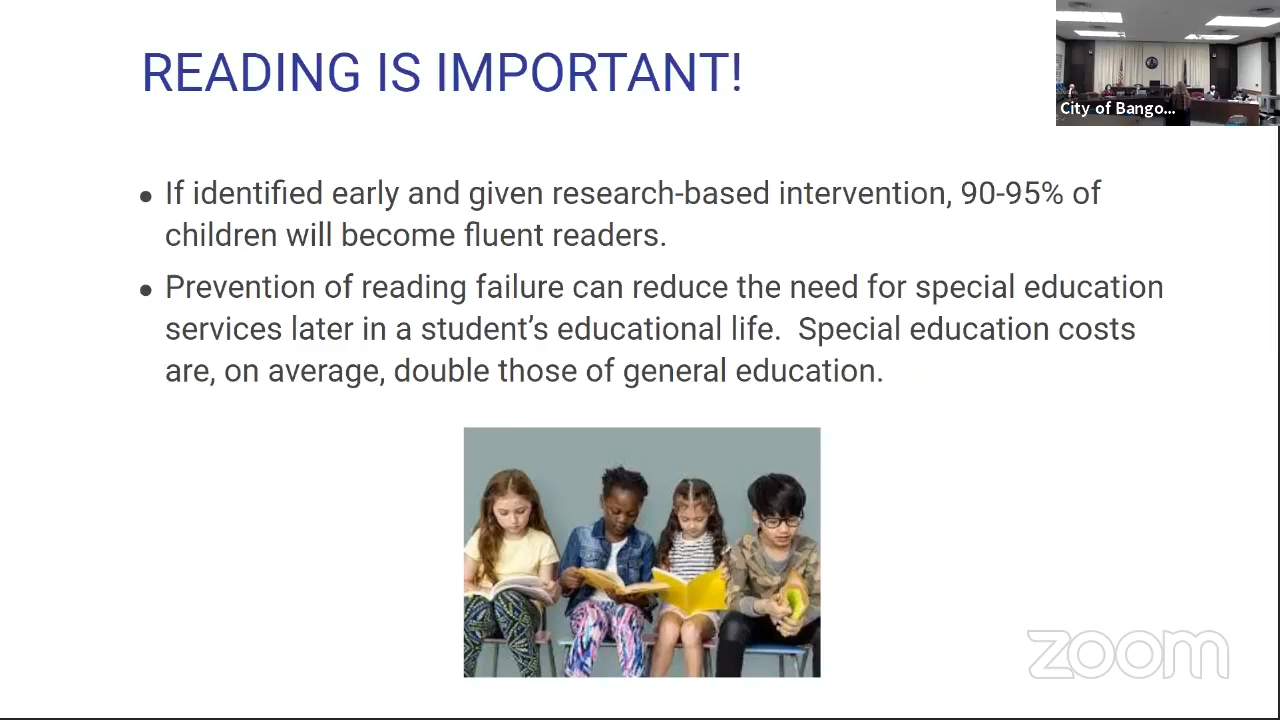 READING IS IMPORTANT!
City of Bango...
• If identified early and given research-based intervention, 90-95% of
children will become fluent readers.
• Prevention of reading failure can reduce the need for special education
services later in a student’s educational life.  Special education costs
are, on average, double those of general education.
zoom